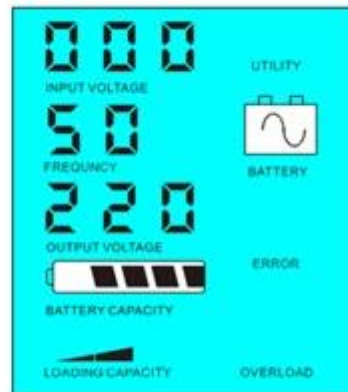 000
INPUT VOLTAGE
UTILITY
50
FREQUNCY
BATTERY
220
OUTPUT VOLTAGE
ERROR
BATTERY CAPACITY
LOADING CAPACITY
OVERLOAD